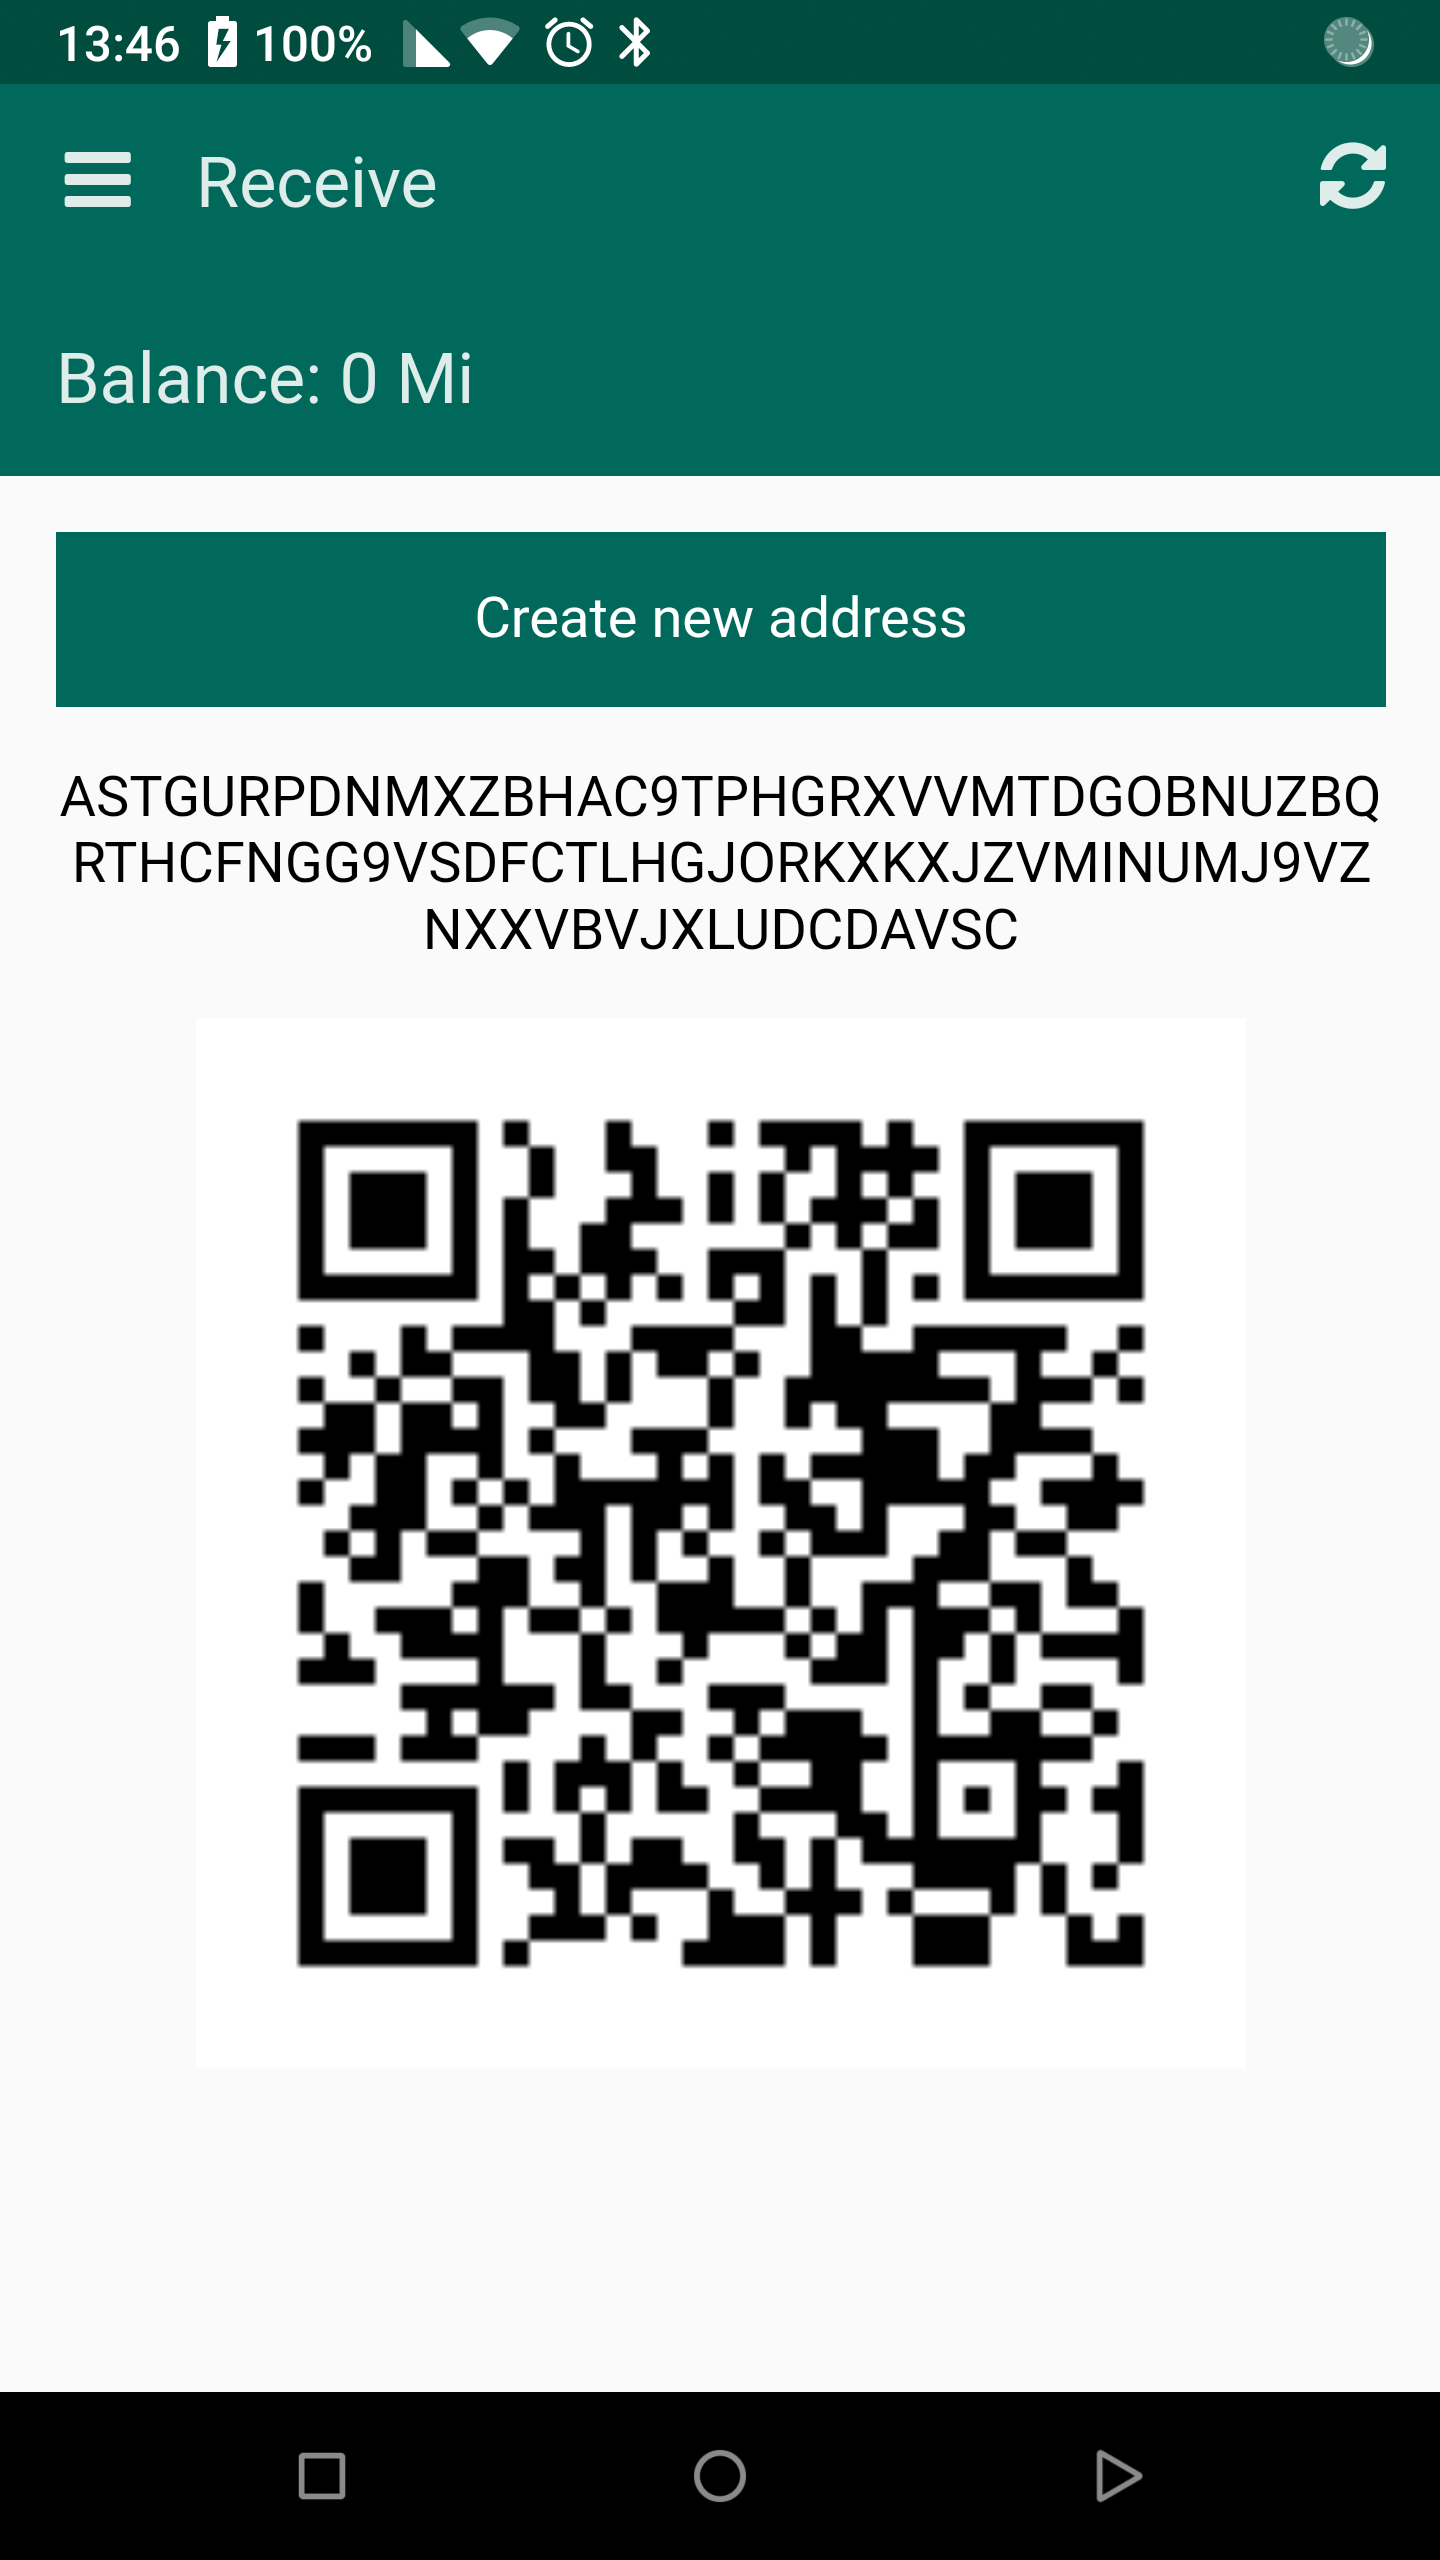 13:46 100%
Receive
Balance: 0 Mi
Create new address
ASTGURPDNMXZBHAC9TPHGRXVVMTDGOBNUZBQ
RTHCFNGG9VSDFCTLHGJORKXKXJZVMINUMJ9VZ
NXXVBVJXLUDCDAVSC